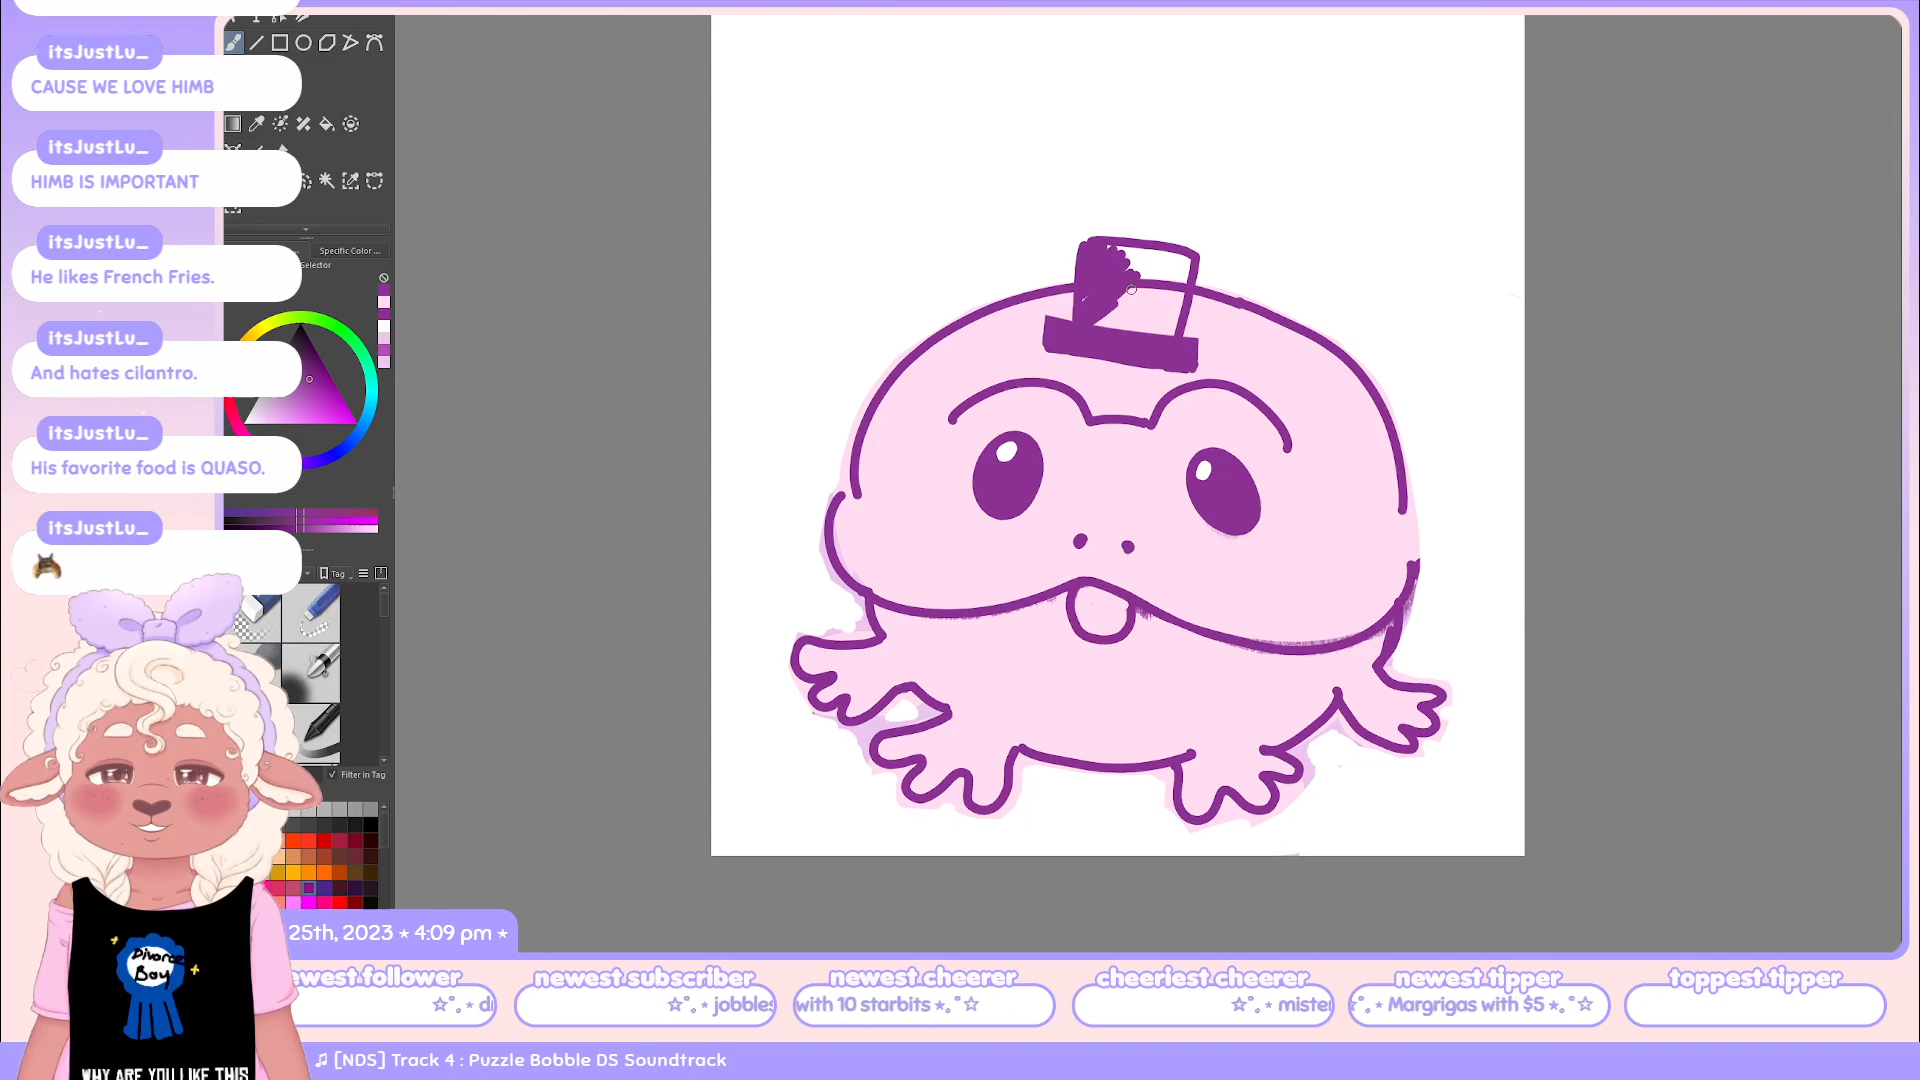 itsJustLu_
CAUSE WE LOVE HIMB
itsJustLu_
HIMB IS IMPORTANT
itsJustLu_
He likes French Fries.
itsJustLu_
And hates cilantro.
itsJustLu_
His favorite food is QUASO.
itsJustLu_
Specific Color ...
Selector
Tag
Filter in Tag
Divorce
Boy
WHY ARE YOU LIKE THIS
25th, 2023 ⋆ 4:09 pm ⋆
ewest follower
newest subscriber
newest cheerer
cheeriest cheerer
newest tipper
toppest tipper
☆˚. ⋆ d
☆˚. ⋆ jobbles
with 10 starbits ⋆.˚☆
☆˚. ⋆ mister
˚. ⋆ Margrigas with $5 ⋆.˚☆
♫ [NDS] Track 4 : Puzzle Bobble DS Soundtrack